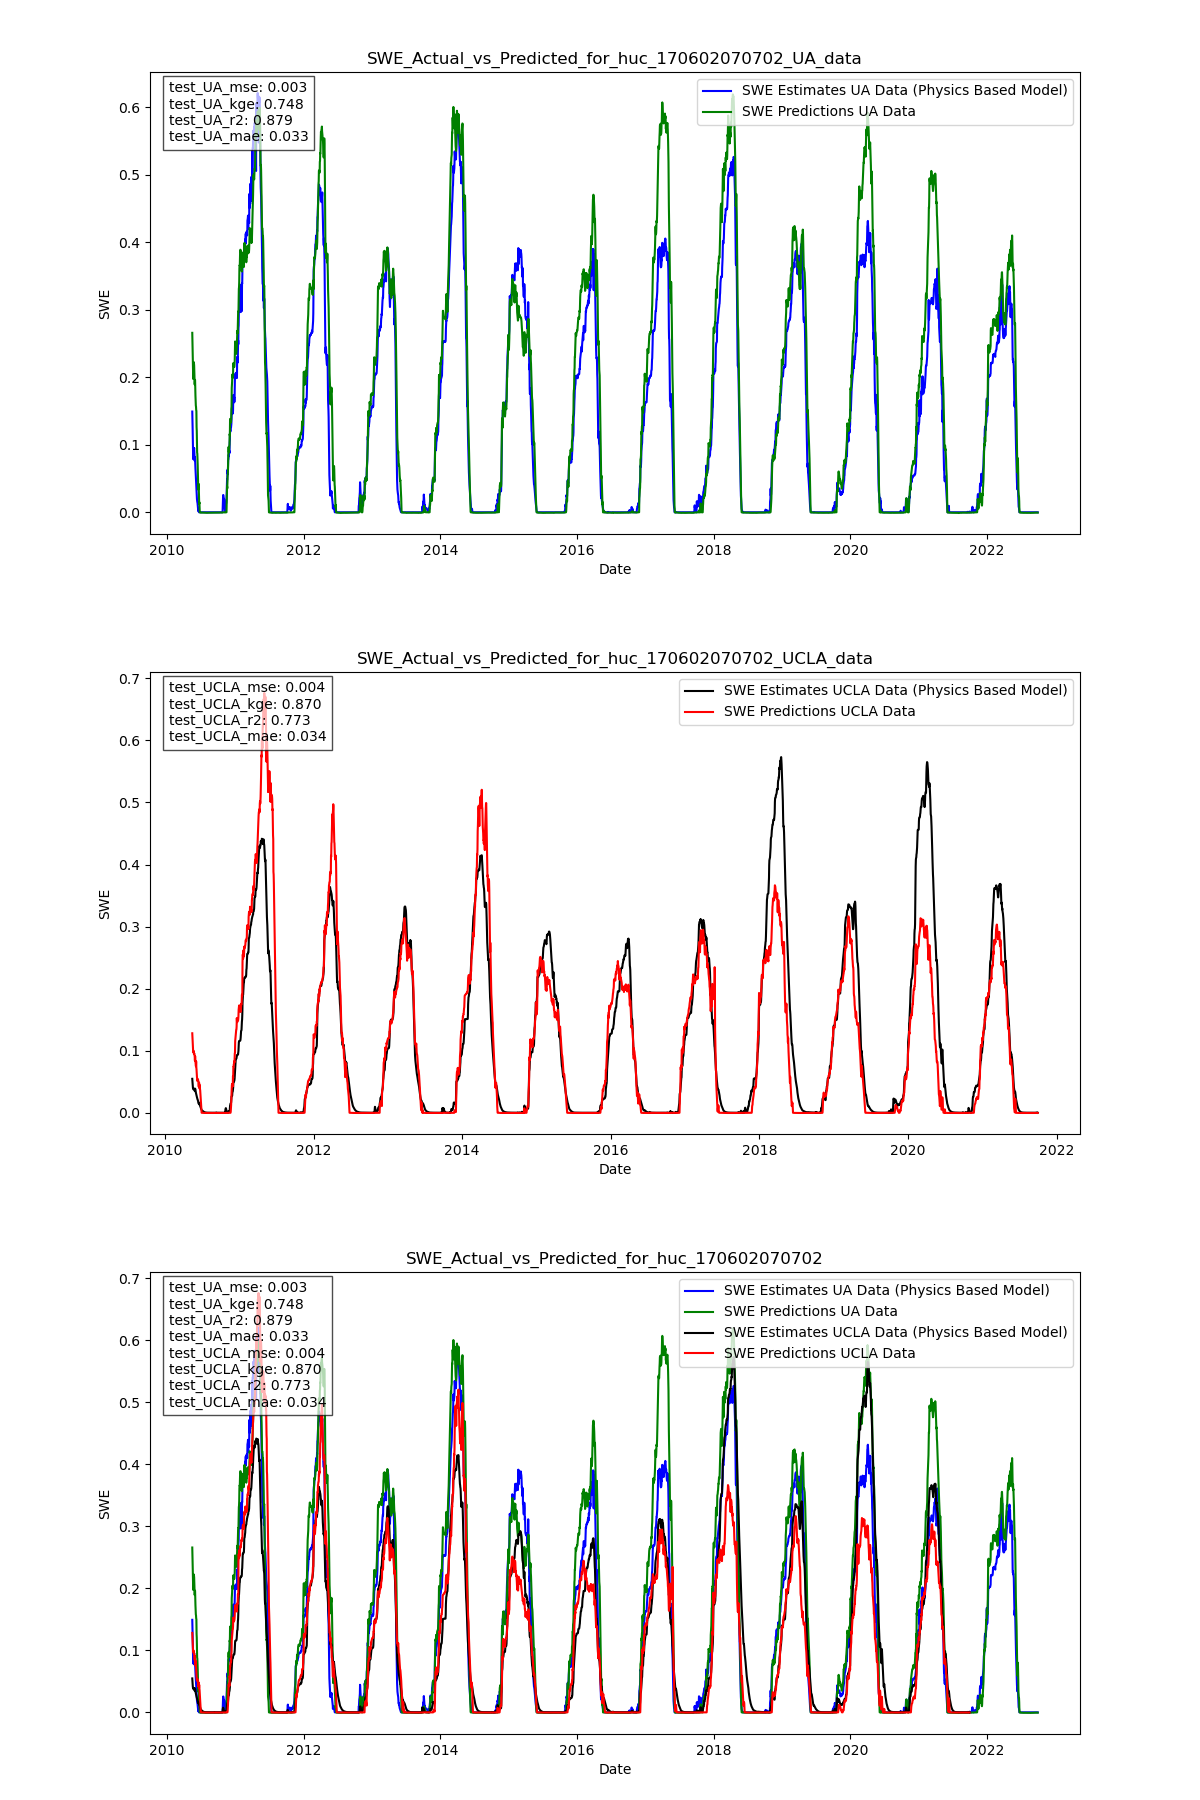 SWE_Actual_vs_Predicted_for_huc_170602070702_UA_data
test_UA_mse: 0.003
test_UA_kge: 0.748
test_UA_r2: 0.879
test_UA_mae: 0.033
SWE Estimates UA Data (Physics Based Model)
SWE Predictions UA Data
0.6
0.5
0.4
0.3
0.2
0.1
0.0
SWE
2010 2012 2014 2016 2018 2020 2022
Date
SWE_Actual_vs_Predicted_for_huc_170602070702_UCLA_data
test_UCLA_mse: 0.004
test_UCLA_kge: 0.870
test_UCLA_r2: 0.773
test_UCLA_mae: 0.034
SWE Estimates UCLA Data (Physics Based Model)
SWE Predictions UCLA Data
0.7
0.6
0.5
0.4
0.3
0.2
0.1
0.0
SWE
2010 2012 2014 2016 2018 2020 2022
Date
SWE_Actual_vs_Predicted_for_huc_170602070702
test_UA_mse: 0.003
test_UA_kge: 0.748
test_UA_r2: 0.879
test_UA_mae: 0.033
test_UCLA_mse: 0.004
test_UCLA_kge: 0.870
test_UCLA_r2: 0.773
test_UCLA_mae: 0.034
SWE Estimates UA Data (Physics Based Model)
SWE Predictions UA Data
SWE Estimates UCLA Data (Physics Based Model)
SWE Predictions UCLA Data
0.7
0.6
0.5
0.4
0.3
0.2
0.1
0.0
SWE
2010 2012 2014 2016 2018 2020 2022
Date